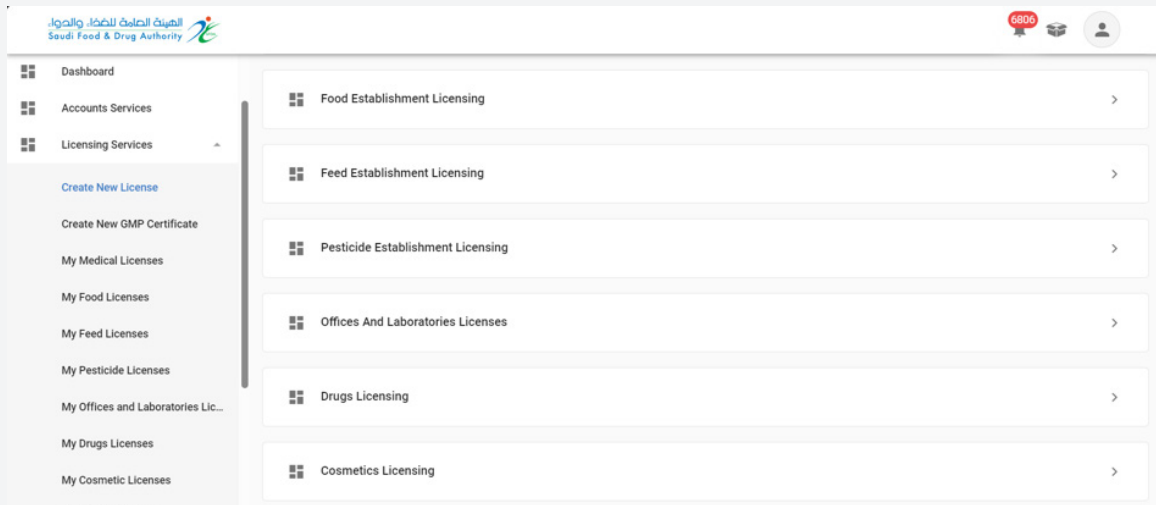 الهيئة العامة للغذاء والدواء
Saudi Food & Drug Authority
6806
Dashboard
Accounts Services
Licensing Services
Create New License
Create New GMP Certificate
My Medical Licenses
My Food Licenses
My Feed Licenses
My Pesticide Licenses
My Offices and Laboratories Lic...
My Drugs Licenses
My Cosmetic Licenses
Food Establishment Licensing
Feed Establishment Licensing
Pesticide Establishment Licensing
Offices And Laboratories Licenses
Drugs Licensing
Cosmetics Licensing